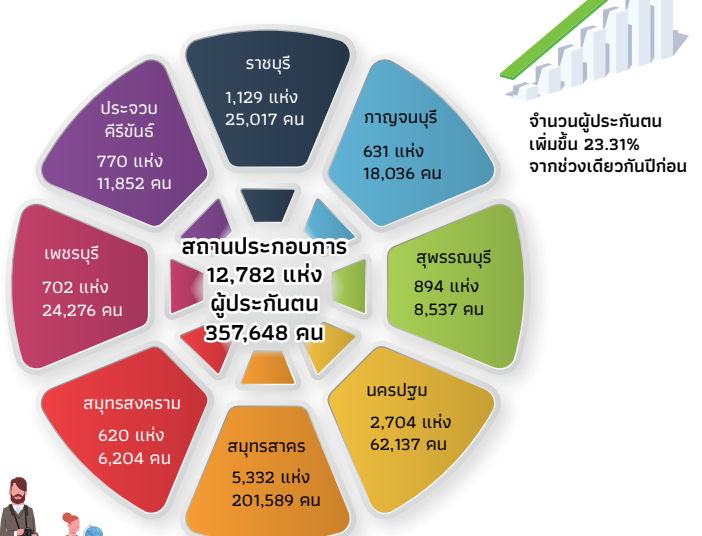 ราชบุรี
1,129 แห่ง
25,017 คน
กาญจนบุรี
631 แห่ง
18,036 คน
สุพรรณบุรี
894 แห่ง
8,537 คน
นครปฐม
2,704 แห่ง
62,137 คน
สมุทรสาคร
5,332 แห่ง
201,589 คน
สมุทรสงคราม
620 แห่ง
6,204 คน
เพชรบุรี
702 แห่ง
24,276 คน
ประจวบ
คีรีขันธ์
770 แห่ง
11,852 คน
สถานประกอบการ
12,782 แห่ง
ผู้ประกันตน
357,648 คน
จำนวนผู้ประกันตน
เพิ่มขึ้น 23.31%
จากช่วงเดียวกันปีก่อน